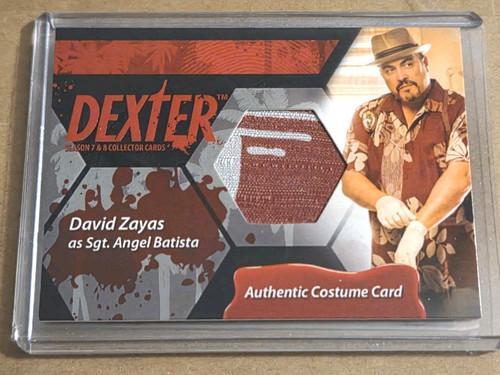 DEXTER™
SEASON 7 & 8 COLLECTOR CARDS
David Zayas
as Sgt. Angel Batista
Authentic Costume Card